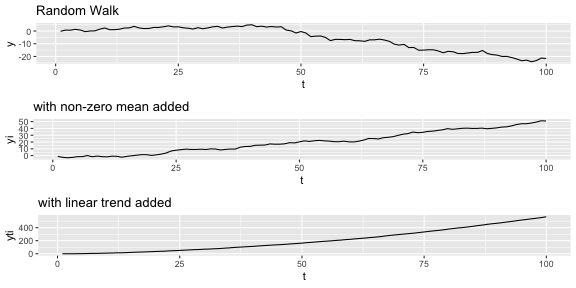 Random Walk
y
0
-10
-20
0 25 50 75 100
t
with non-zero mean added
yi
50
40
30
20
10
0
0 25 50 75 100
t
with linear trend added
yti
400
200
0
0 25 50 75 100
t